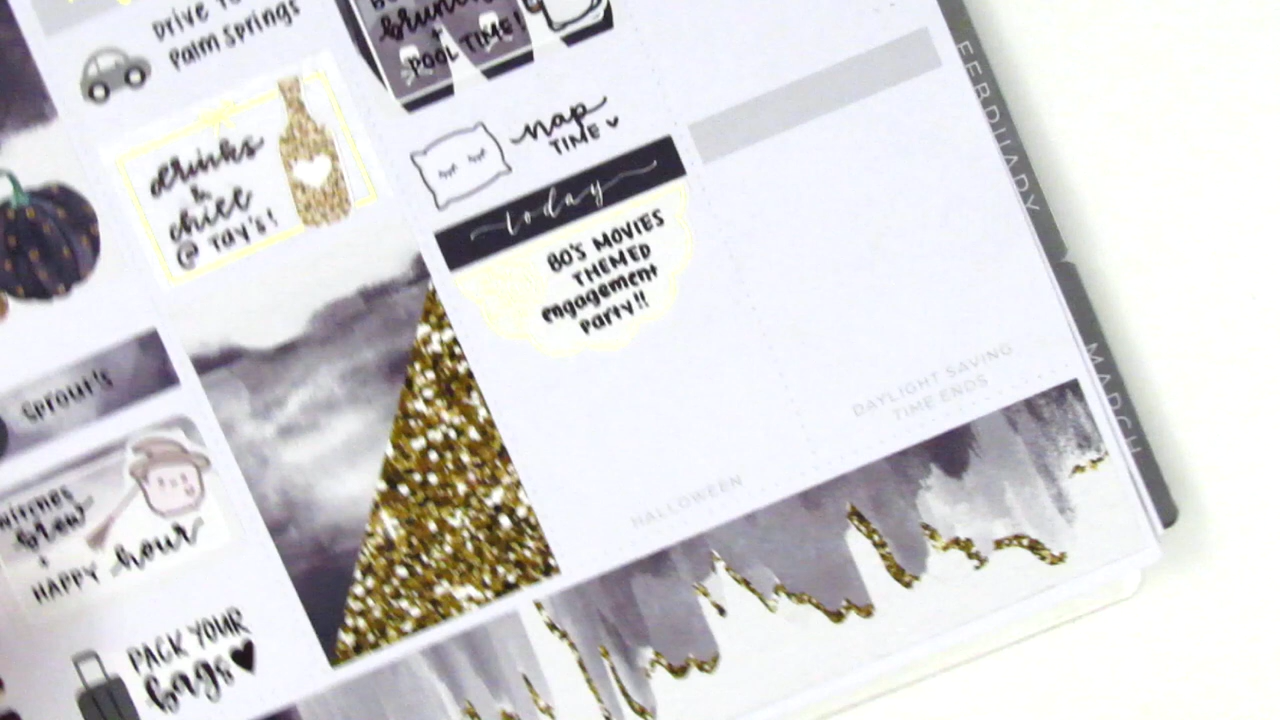 DRIVE TO
Palm Springs
brunch
+
POOL TIME!
drinks
&
chill
@ Tay's!
nap
TIME
today
80'S MOVIES
THEMED
engagement
Party!!
Sprout's
witches
brew
HAPPY hour
PACK YOUR
bags
HALLOWEEN
DAYLIGHT SAVING
TIME ENDS
FEBRUARY
MARCH